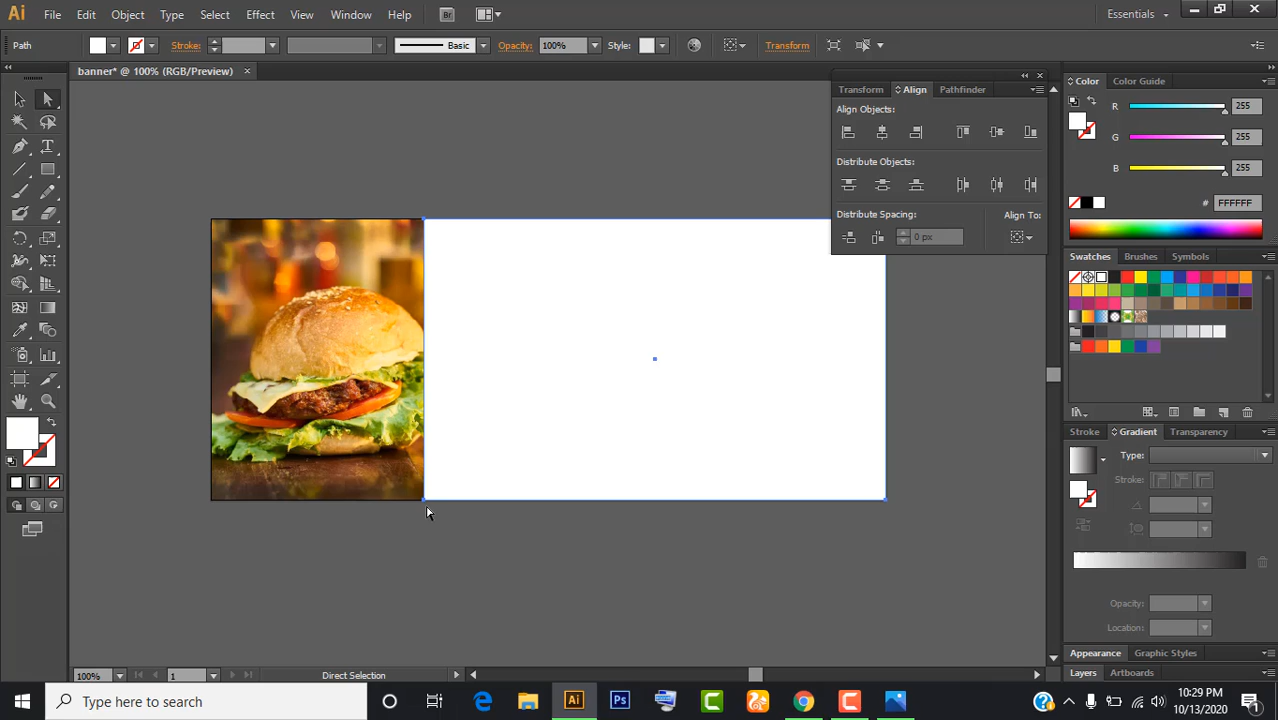 Ai File Edit Object Type Select Effect View Window Help Br Essentials
Path Stroke: Basic Opacity: 100% Style: Transform
banner* @ 100% (RGB/Preview)
Transform Align Pathfinder
Align Objects:
Distribute Objects:
Distribute Spacing: Align To:
0 px
Color Color Guide
R 255
G 255
B 255
# FFFFFF
Swatches Brushes Symbols
Stroke Gradient Transparency
Type:
Stroke:
Opacity:
Location:
Appearance Graphic Styles
Layers Artboards
100% 1 Direct Selection
Type here to search
Ai Ps
10:29 PM
10/13/2020
1